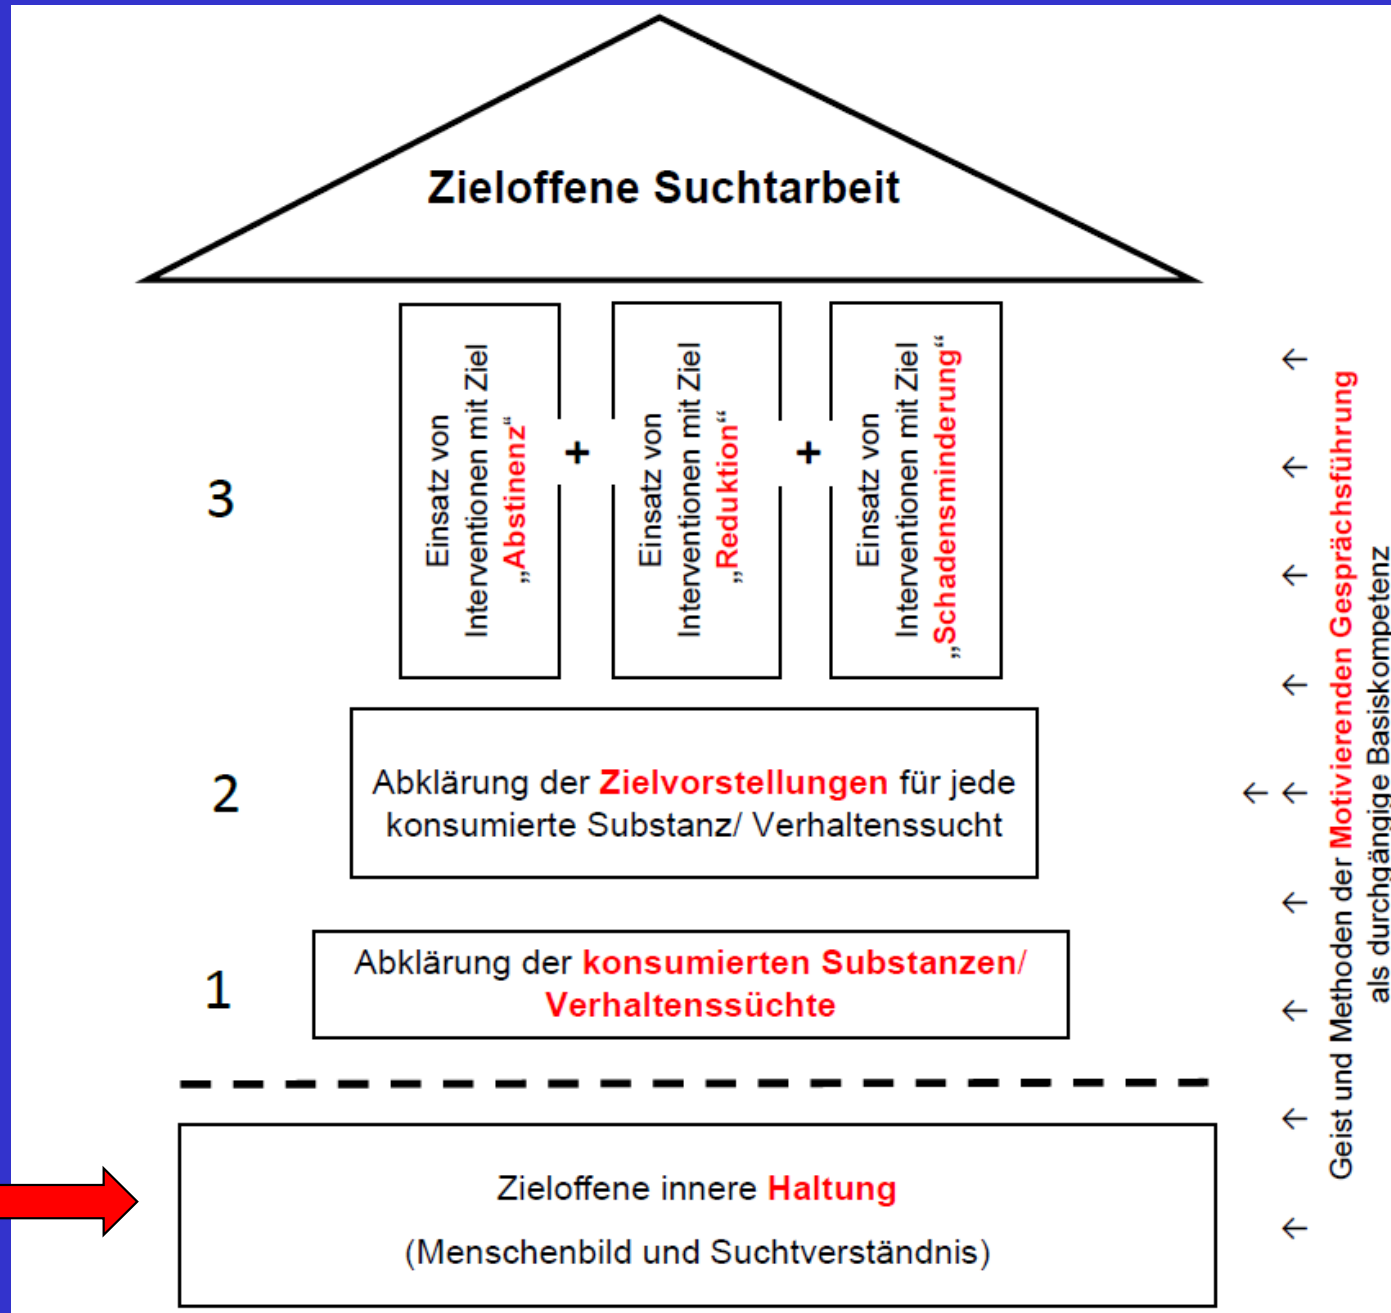 Zieloffene Suchtarbeit
3
Einsatz von
Interventionen mit Ziel
„Abstinenz“
+
Einsatz von
Interventionen mit Ziel
„Reduktion“
+
Einsatz von
Interventionen mit Ziel
„Schadensminderung“
2
Abklärung der Zielvorstellungen für jede
konsumierte Substanz/ Verhaltenssucht
1
Abklärung der konsumierten Substanzen/
Verhaltenssüchte
Zieloffene innere Haltung
(Menschenbild und Suchtverständnis)
Geist und Methoden der Motivierenden Gesprächsführung
als durchgängige Basiskompetenz